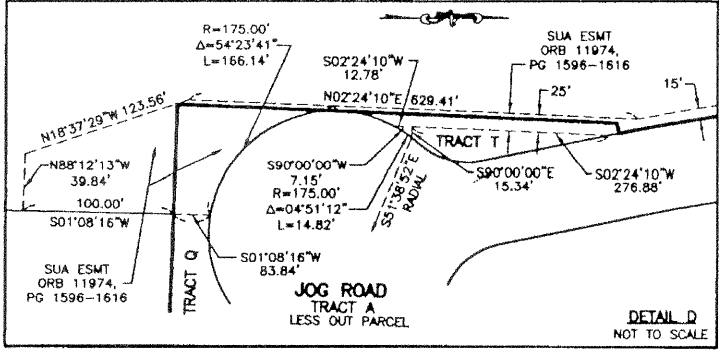 R=175.00'
Δ=54°23'41"
L=166.14'
S02°24'10"W
12.78'
SUA ESMT
ORB 11974,
PG 1596-1616
15'
N02°24'10"E 629.41'
25'
N18°37'29"W 123.56'
TRACT T
N88°12'13"W
39.84'
S90°00'00"W
7.15'
R=175.00'
Δ=04°51'12"
L=14.82'
S51°38'52"E
RADIAL
S90°00'00"E
15.34'
S02°24'10"W
276.88'
100.00'
S01°08'16"W
S01°08'16"W
83.84'
SUA ESMT
ORB 11974,
PG 1596-1616
TRACT Q
JOG ROAD
TRACT A
LESS OUT PARCEL
DETAIL D
NOT TO SCALE